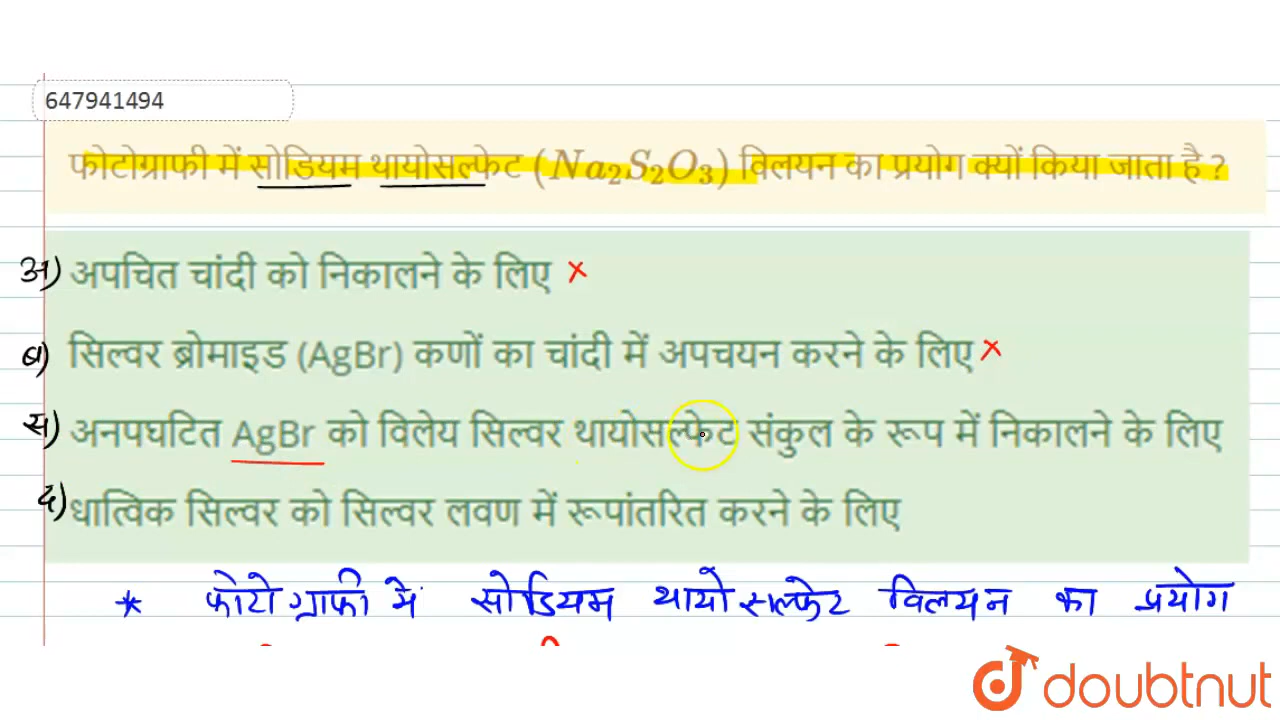 647941494
फोटोग्राफी में सोडियम थायोसल्फेट (Na₂S₂O₃) विलयन का प्रयोग क्यों किया जाता है ?
अ) अपचित चांदी को निकालने के लिए ×
ब) सिल्वर ब्रोमाइड (AgBr) कणों का चांदी में अपचयन करने के लिए ×
स) अनपघटित AgBr को विलेय सिल्वर थायोसल्फेट संकुल के रूप में निकालने के लिए
द) धात्विक सिल्वर को सिल्वर लवण में रूपांतरित करने के लिए
* फोटोग्राफी में सोडियम थायोसल्फेट विलयन का प्रयोग
doubtnut